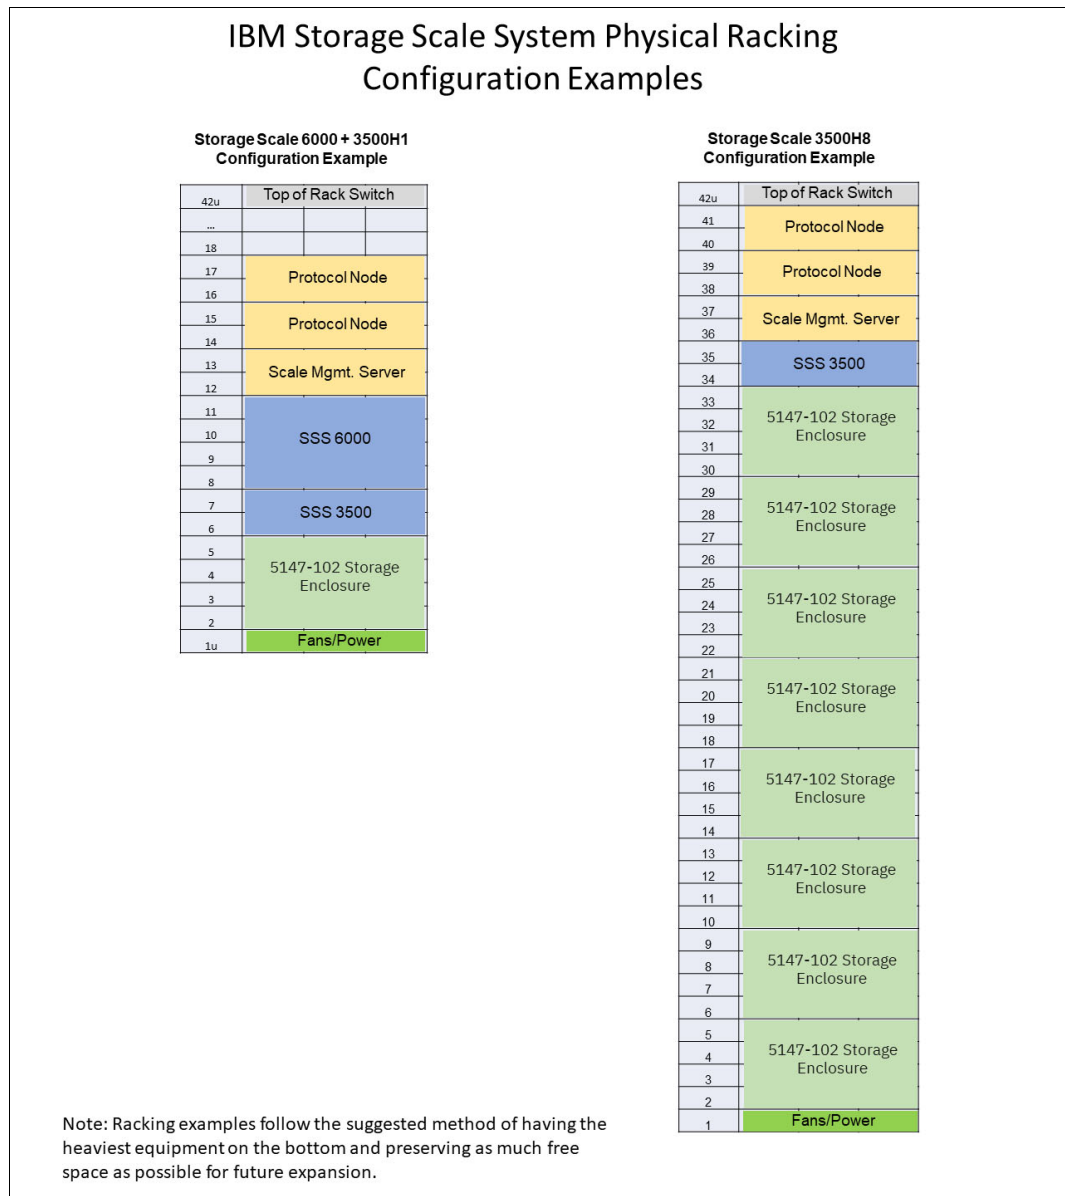 IBM Storage Scale System Physical Racking
Configuration Examples
Storage Scale 6000 + 3500H1
Configuration Example
42u
Top of Rack Switch
...
18
17
Protocol Node
16
15
Protocol Node
14
13
Scale Mgmt. Server
12
11
10
SSS 6000
9
8
7
SSS 3500
6
5
5147-102 Storage
4
Enclosure
3
2
Fans/Power
1u
Storage Scale 3500H8
Configuration Example
42u
Top of Rack Switch
41
Protocol Node
40
39
Protocol Node
38
37
Scale Mgmt. Server
36
35
SSS 3500
34
33
5147-102 Storage
32
Enclosure
31
30
29
5147-102 Storage
28
Enclosure
27
26
25
5147-102 Storage
24
Enclosure
23
22
21
5147-102 Storage
20
Enclosure
19
18
17
5147-102 Storage
16
Enclosure
15
14
13
5147-102 Storage
12
Enclosure
11
10
9
5147-102 Storage
8
Enclosure
7
6
5
5147-102 Storage
4
Enclosure
3
2
1
Fans/Power
Note: Racking examples follow the suggested method of having the
heaviest equipment on the bottom and preserving as much free
space as possible for future expansion.